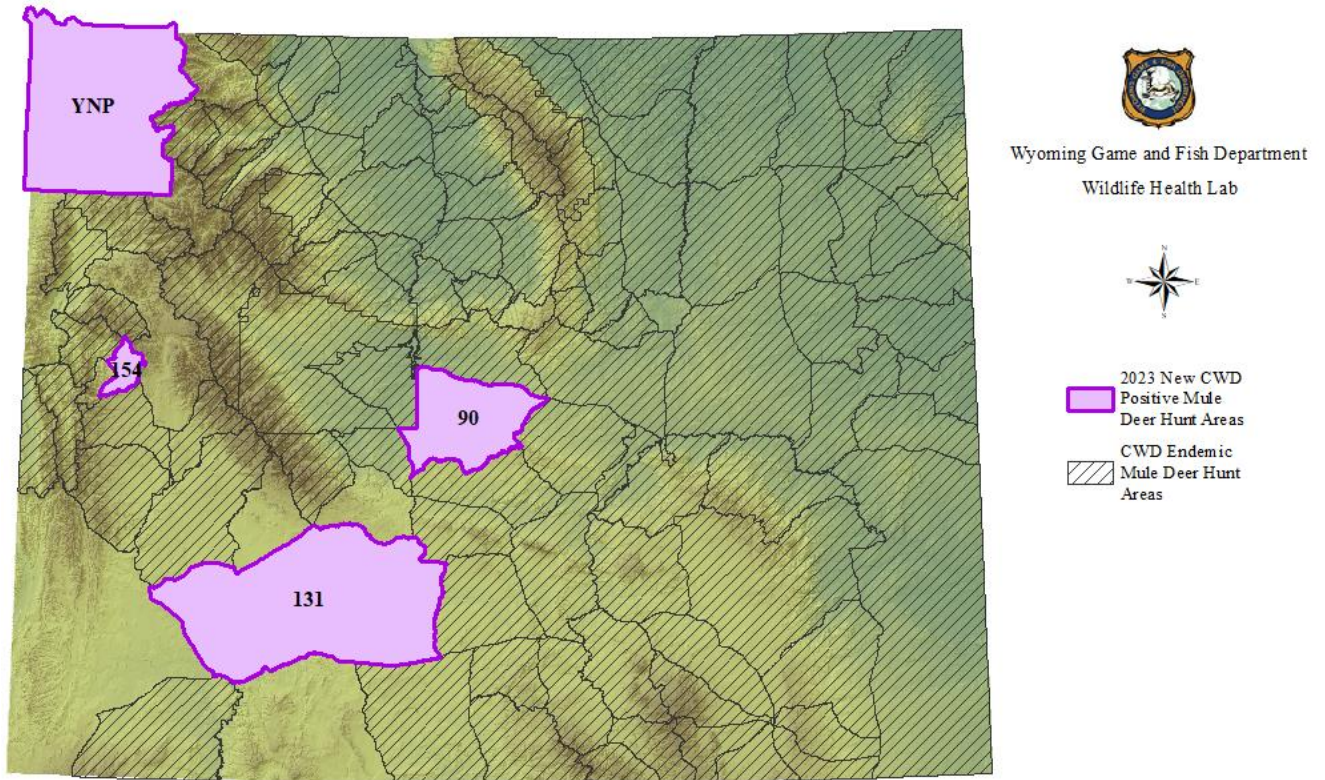 YNP
154
90
131
Wyoming Game and Fish Department
Wildlife Health Lab
N
W
E
S
2023 New CWD
Positive Mule
Deer Hunt Areas
CWD Endemic
Mule Deer Hunt
Areas